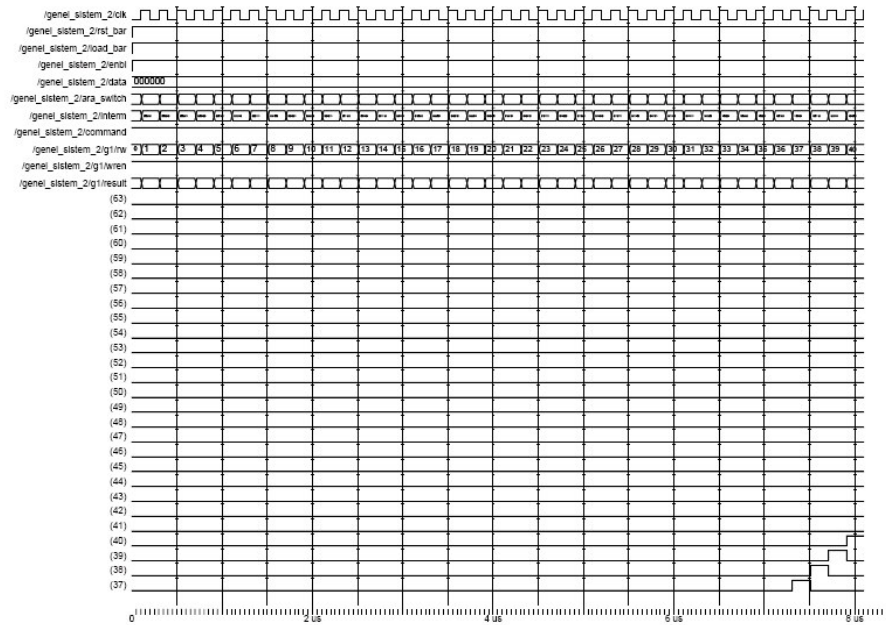 /genel_sistem_2/clk
/genel_sistem_2/rst_bar
/genel_sistem_2/load_bar
/genel_sistem_2/enbl
/genel_sistem_2/data 000000
/genel_sistem_2/ara_switch
/genel_sistem_2/interm
/genel_sistem_2/command
/genel_sistem_2/g1/rw 0 1 2 3 4 5 6 7 8 9 10 11 12 13 14 15 16 17 18 19 20 21 22 23 24 25 26 27 28 29 30 31 32 33 34 35 36 37 38 39 40
/genel_sistem_2/g1/wren
/genel_sistem_2/g1/result
(63)
(62)
(61)
(60)
(59)
(58)
(57)
(56)
(55)
(54)
(53)
(52)
(51)
(50)
(49)
(48)
(47)
(46)
(45)
(44)
(43)
(42)
(41)
(40)
(39)
(38)
(37)
0 2 us 4 us 6 us 8 us